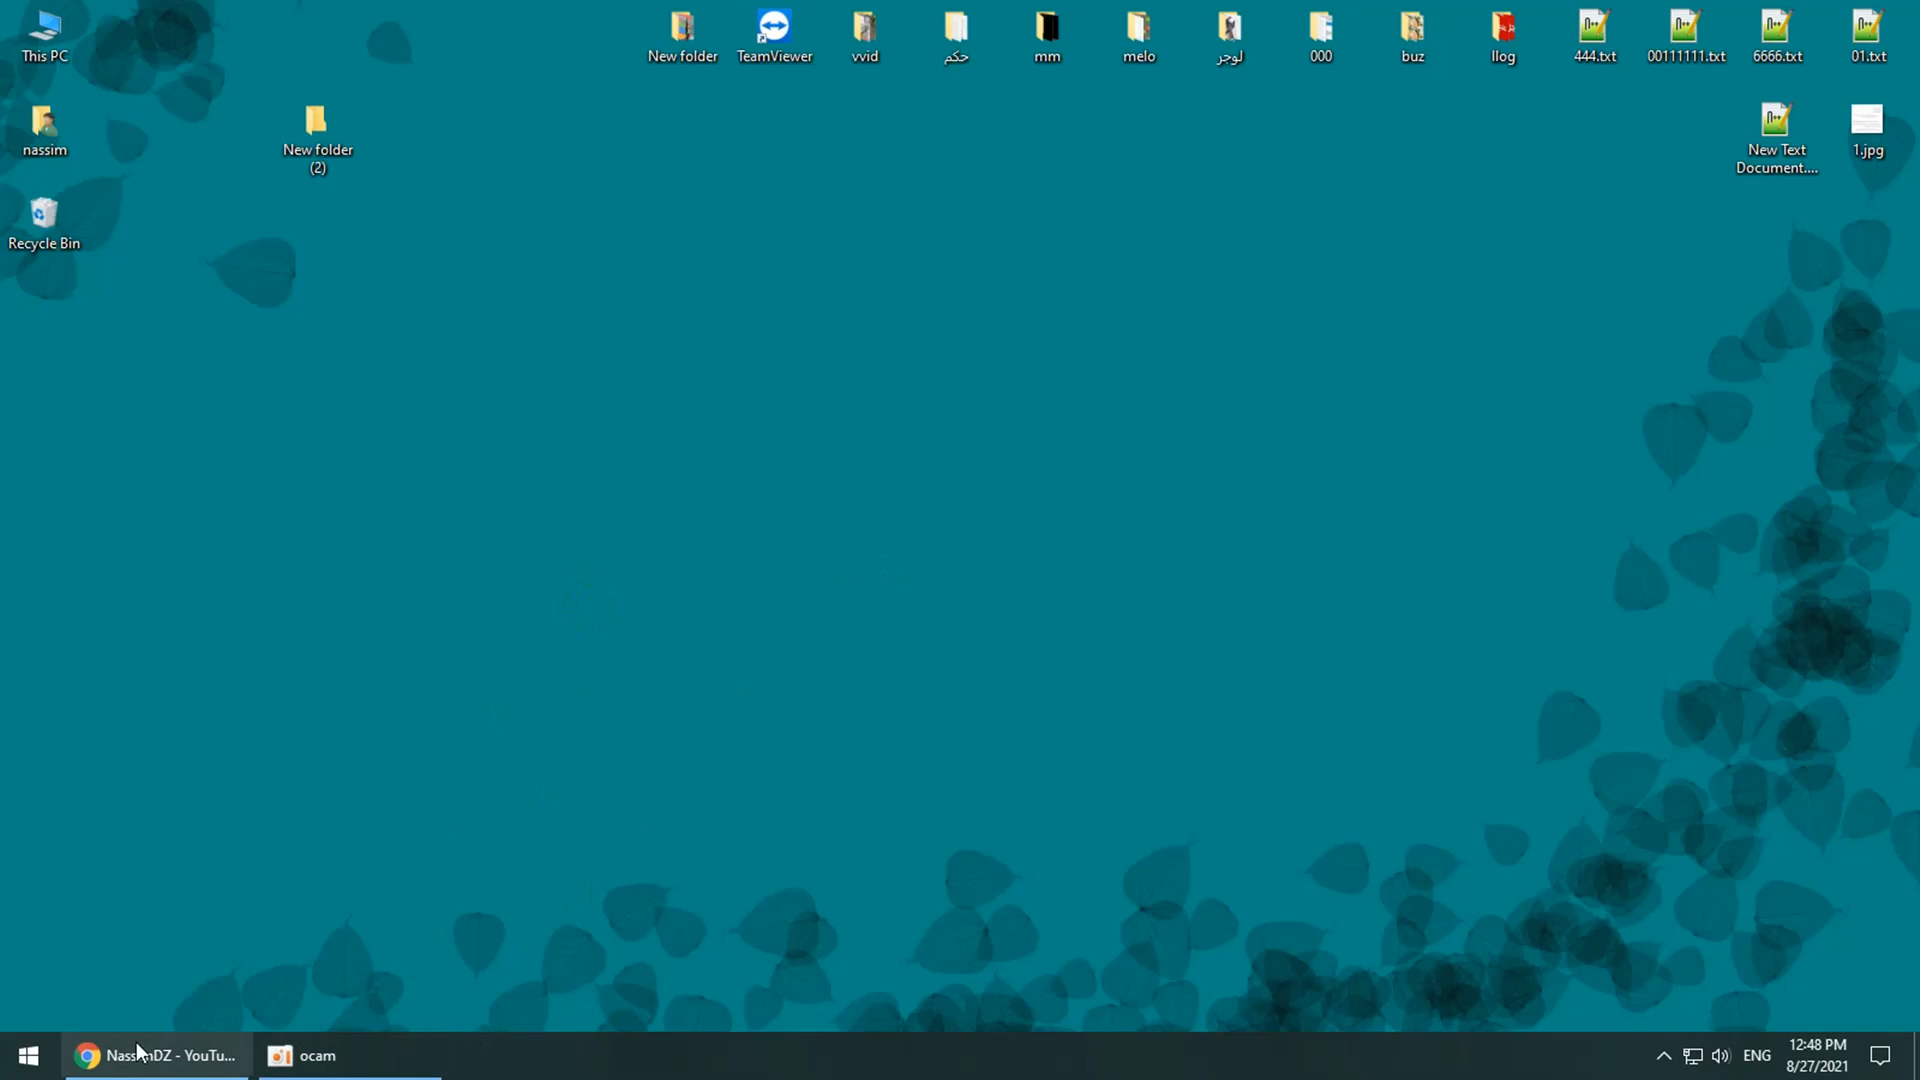 This PC
New folder
TeamViewer
vvid
حكم
mm
melo
لوجر
000
buz
llog
444.txt
00111111.txt
6666.txt
01.txt
nassim
New folder
(2)
New Text
Document....
1.jpg
Recycle Bin
DZ - YouTu...
ocam
ENG
12:48 PM
8/27/2021